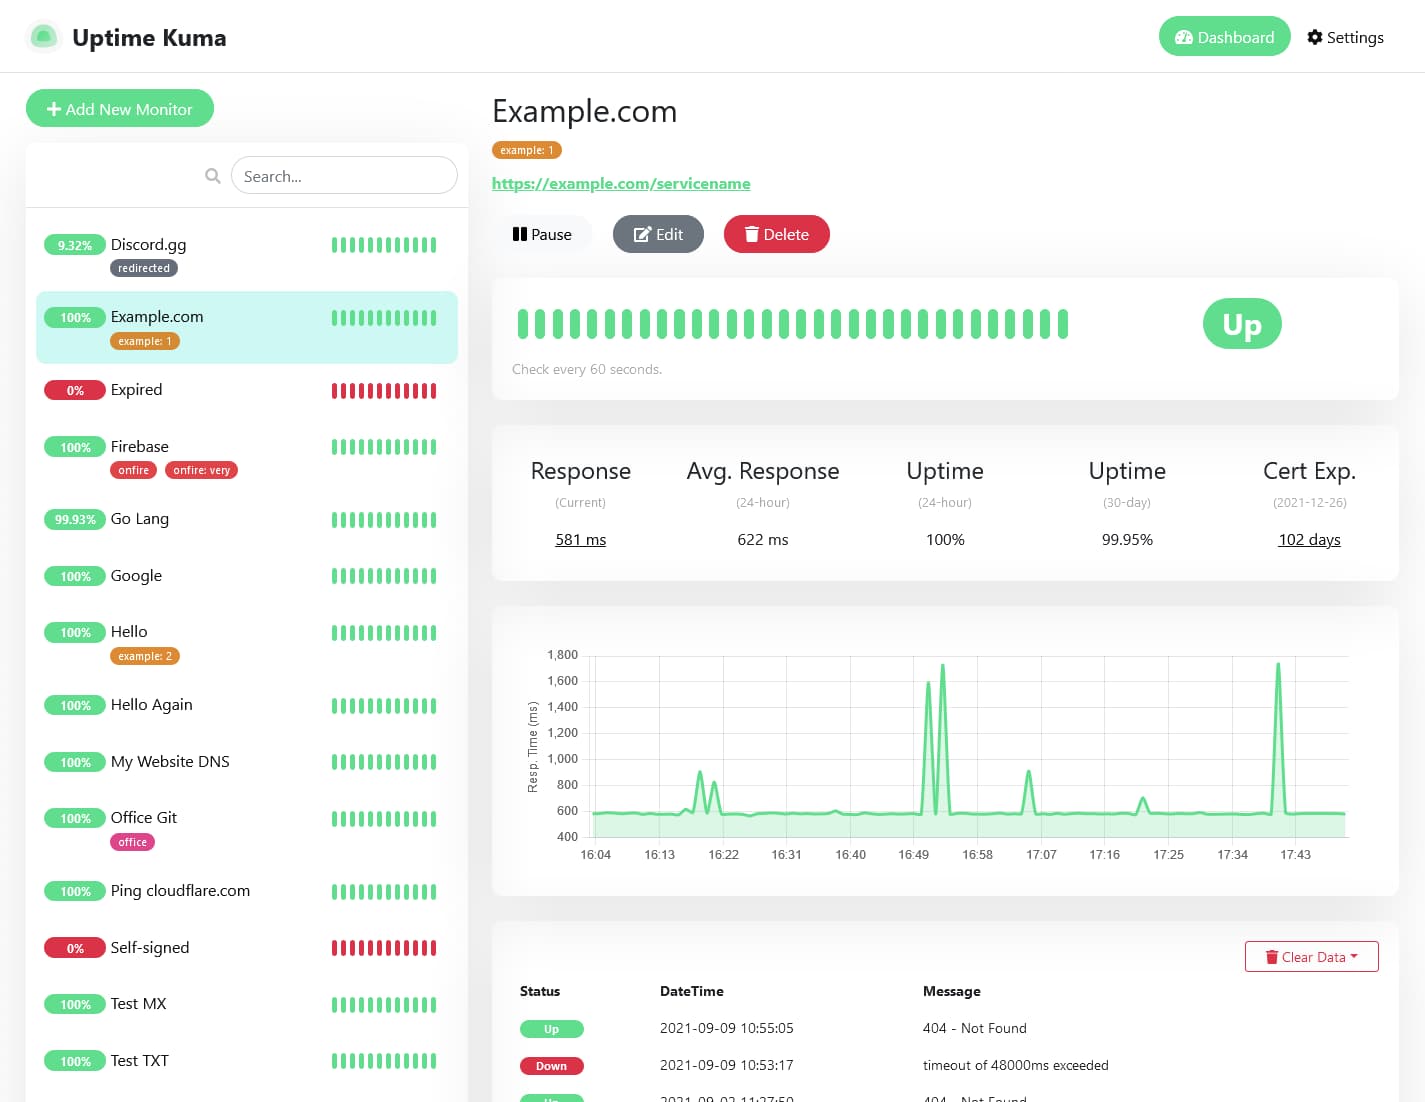 Uptime Kuma
Dashboard
Settings
Add New Monitor
Search...
9.32% Discord.gg
redirected
100% Example.com
example: 1
0% Expired
100% Firebase
onfire onfire: very
99.93% Go Lang
100% Google
100% Hello
example: 2
100% Hello Again
100% My Website DNS
100% Office Git
office
100% Ping cloudflare.com
0% Self-signed
100% Test MX
100% Test TXT
Example.com
example: 1
https://example.com/servicename
Pause Edit Delete
Up
Check every 60 seconds.
Response Avg. Response Uptime Uptime Cert Exp.
(Current) (24-hour) (24-hour) (30-day) (2021-12-26)
581 ms 622 ms 100% 99.95% 102 days
Resp. Time (ms)
1,800
1,600
1,400
1,200
1,000
800
600
400
16:04 16:13 16:22 16:31 16:40 16:49 16:58 17:07 17:16 17:25 17:34 17:43
Clear Data
Status DateTime Message
Up 2021-09-09 10:55:05 404 - Not Found
Down 2021-09-09 10:53:17 timeout of 48000ms exceeded
Up 2021-09-02 11:27:50 404 - Not Found